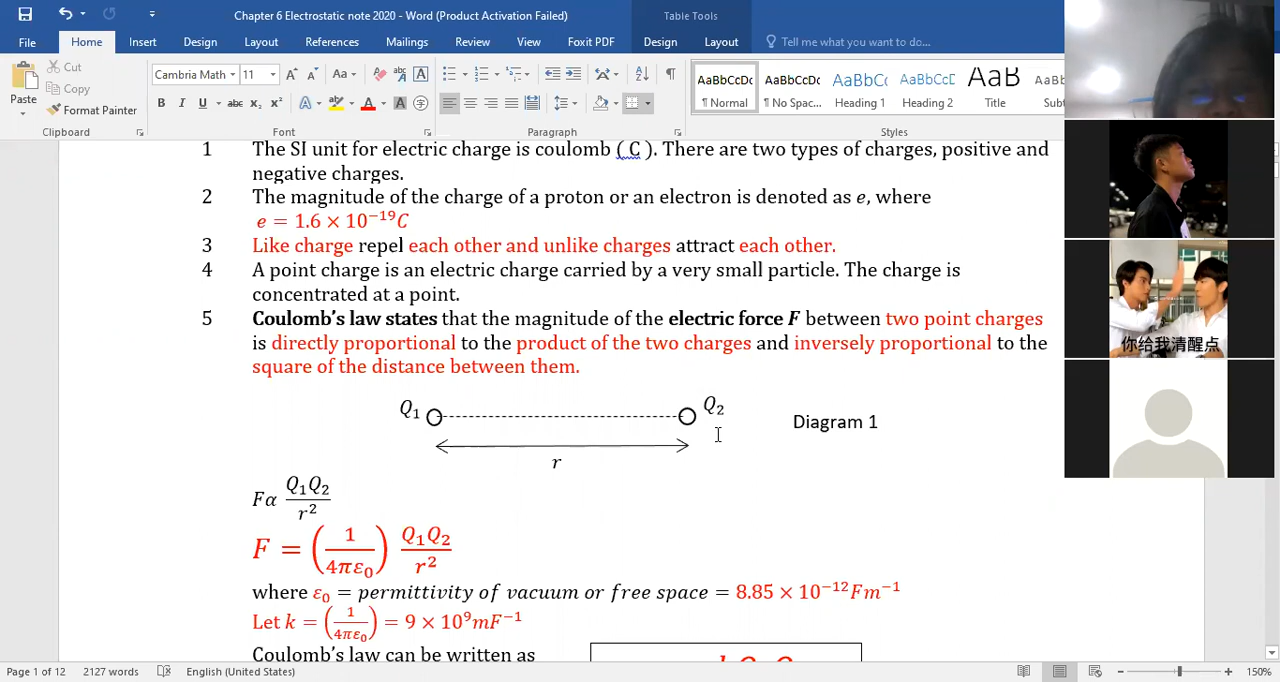 Chapter 6 Electrostatic note 2020 - Word (Product Activation Failed)
Table Tools
File Home Insert Design Layout References Mailings Review View Foxit PDF Design Layout Tell me what you want to do...
Cut
Copy
Format Painter
Paste
Cambria Math 11
AaBbCcDc AaBbCcDc AaBbCc AaBbCcD AaB AaBb
¶ Normal ¶ No Spac... Heading 1 Heading 2 Title Subt
Clipboard Font Paragraph Styles
1 The SI unit for electric charge is coulomb ( C ). There are two types of charges, positive and
negative charges.
2 The magnitude of the charge of a proton or an electron is denoted as e, where
e = 1.6 × 10⁻¹⁹C
3 Like charge repel each other and unlike charges attract each other.
4 A point charge is an electric charge carried by a very small particle. The charge is
concentrated at a point.
5 Coulomb's law states that the magnitude of the electric force F between two point charges
is directly proportional to the product of the two charges and inversely proportional to the
square of the distance between them.
Q₁ Q₂
Diagram 1
r
Fα Q₁Q₂/r²
F = (1/4πε₀) Q₁Q₂/r²
where ε₀ = permittivity of vacuum or free space = 8.85 × 10⁻¹²Fm⁻¹
Let k = (1/4πε₀) = 9 × 10⁹mF⁻¹
Coulomb's law can be written as
你给我清醒点
Page 1 of 12 2127 words English (United States) 150%